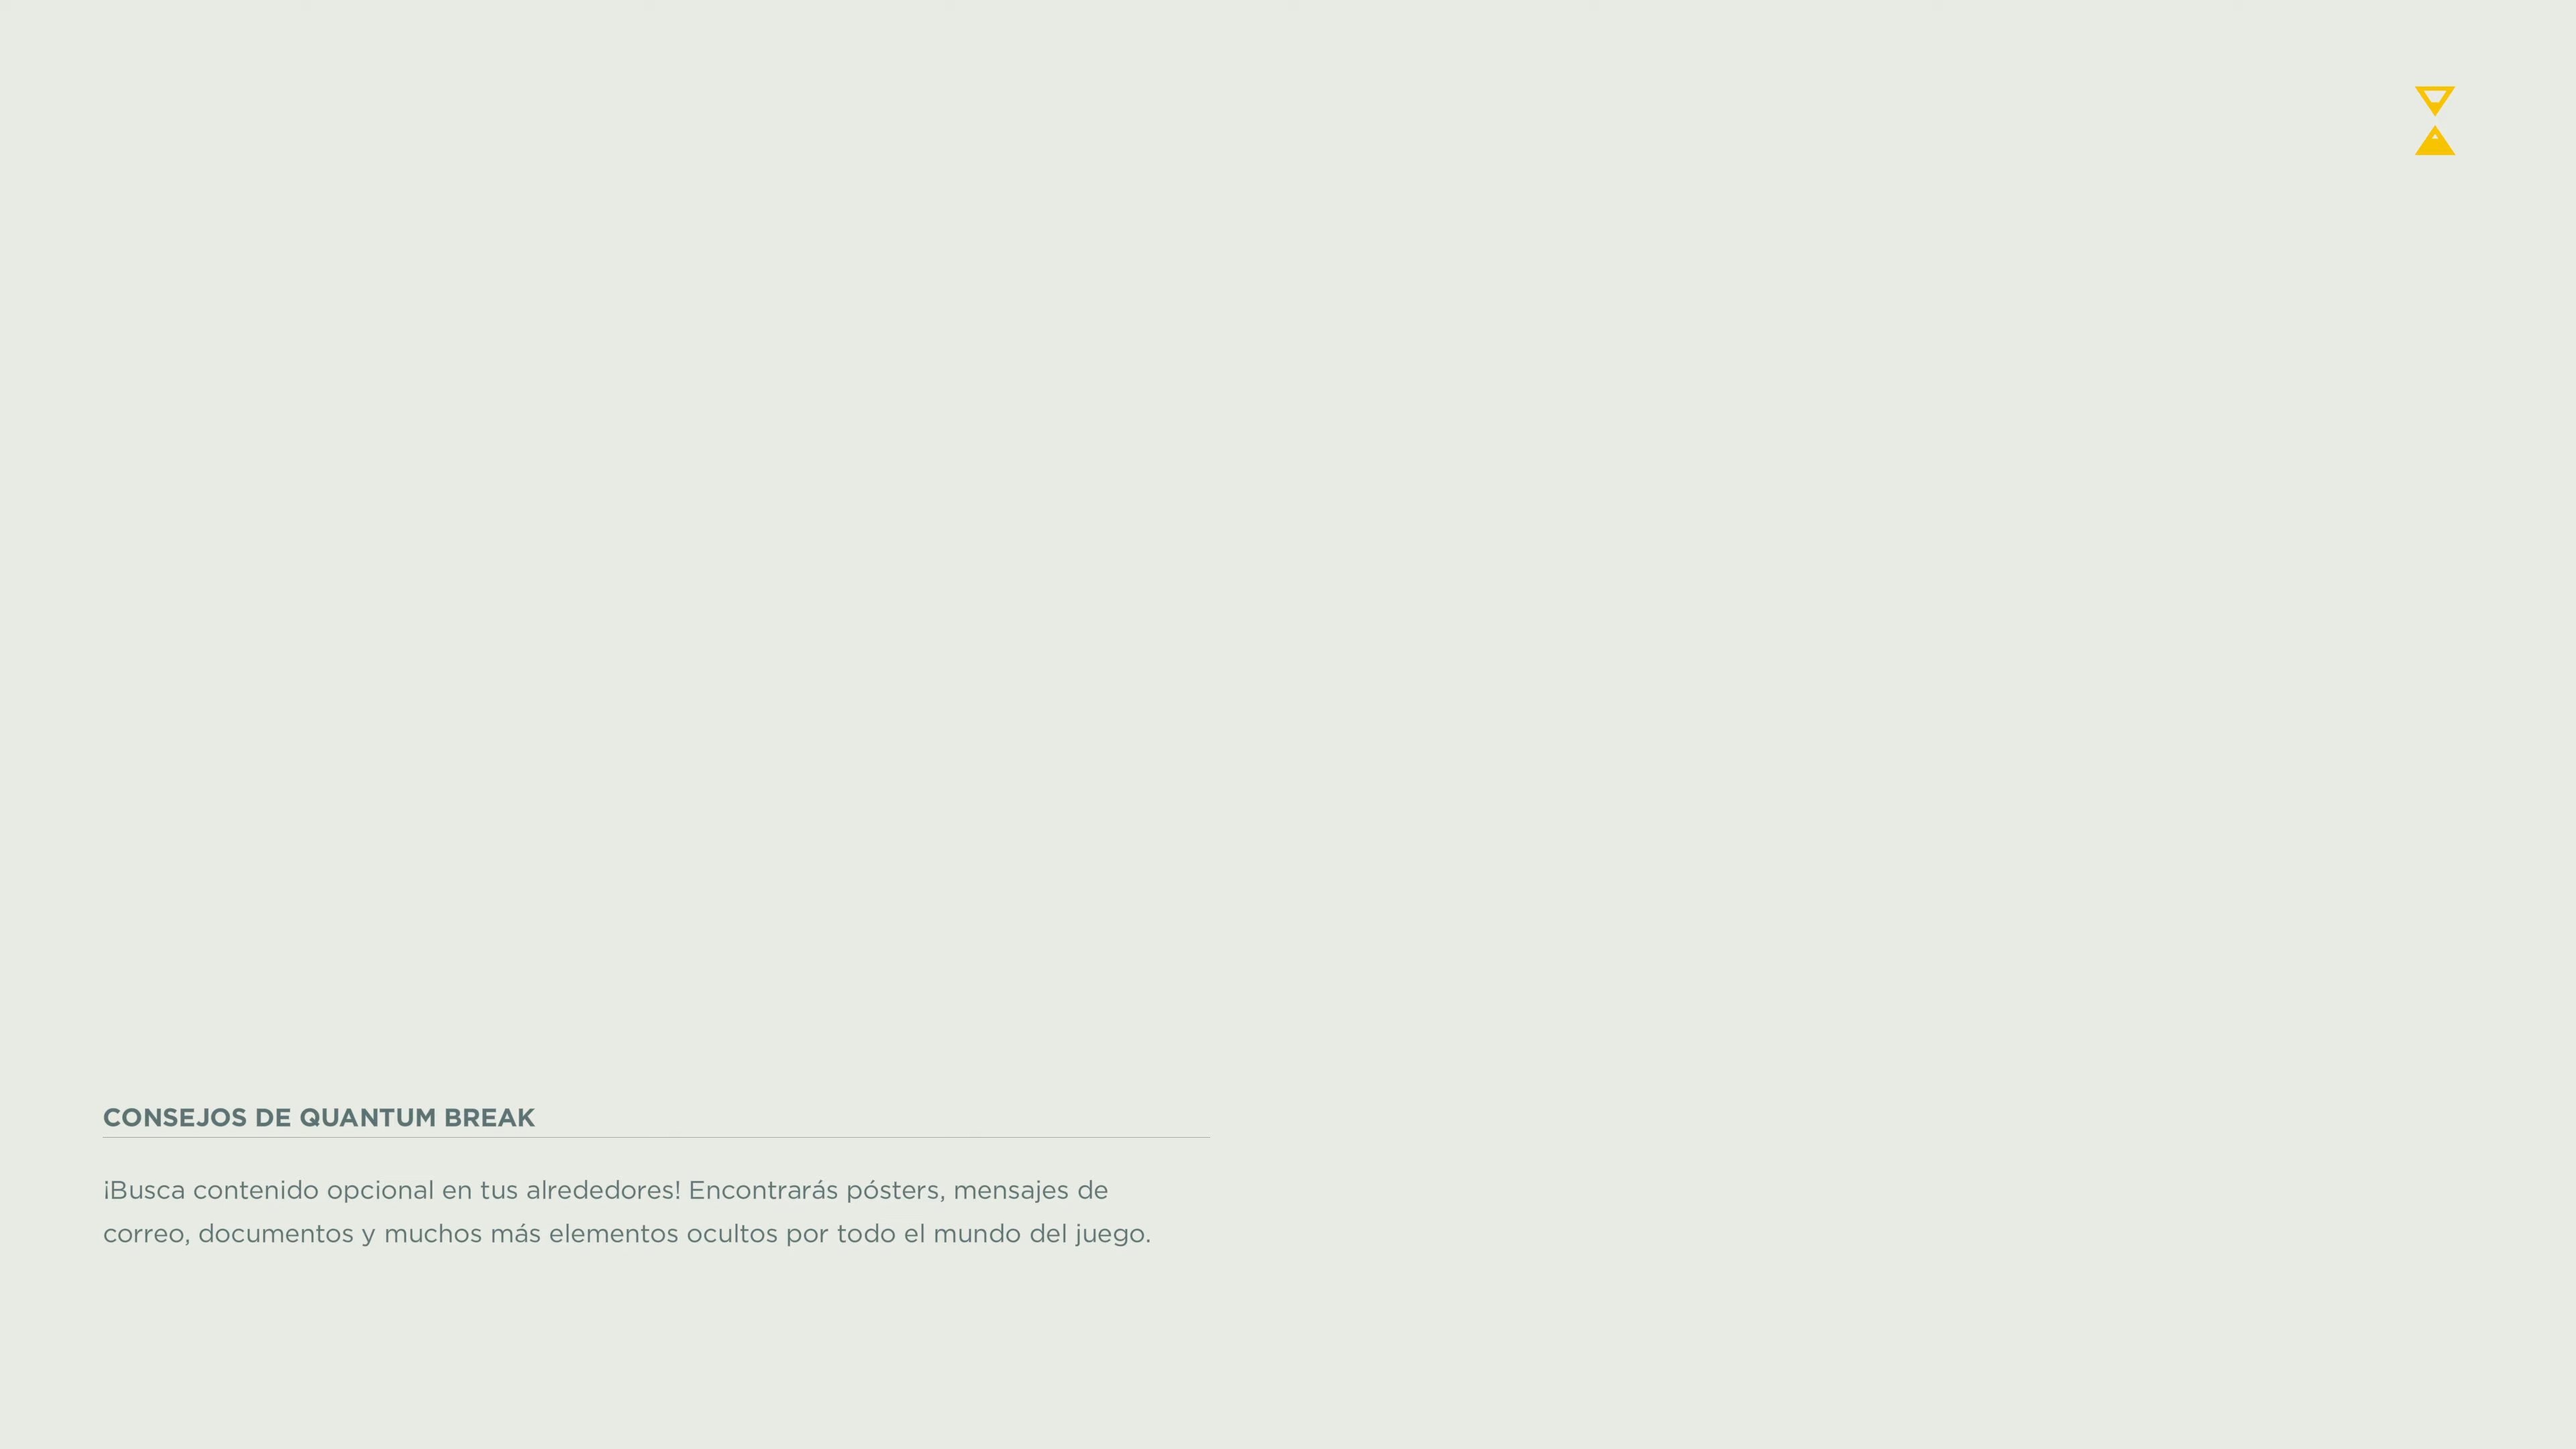 CONSEJOS DE QUANTUM BREAK
¡Busca contenido opcional en tus alrededores! Encontrarás pósters, mensajes de
correo, documentos y muchos más elementos ocultos por todo el mundo del juego.